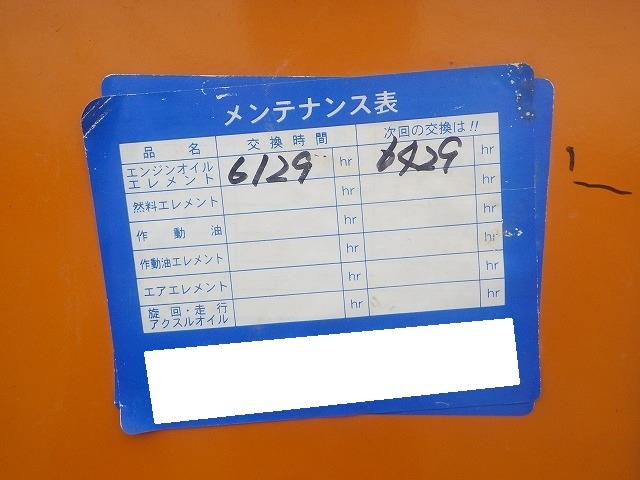 メンテナンス表
品名 交換時間 次回の交換は!!
エンジンオイル
エレメント 6129 hr 6429 hr
然料エレメント hr hr
作動油 hr hr
作動油エレメント hr hr
エアエレメント hr hr
旋回・走行
アクスルオイル hr hr